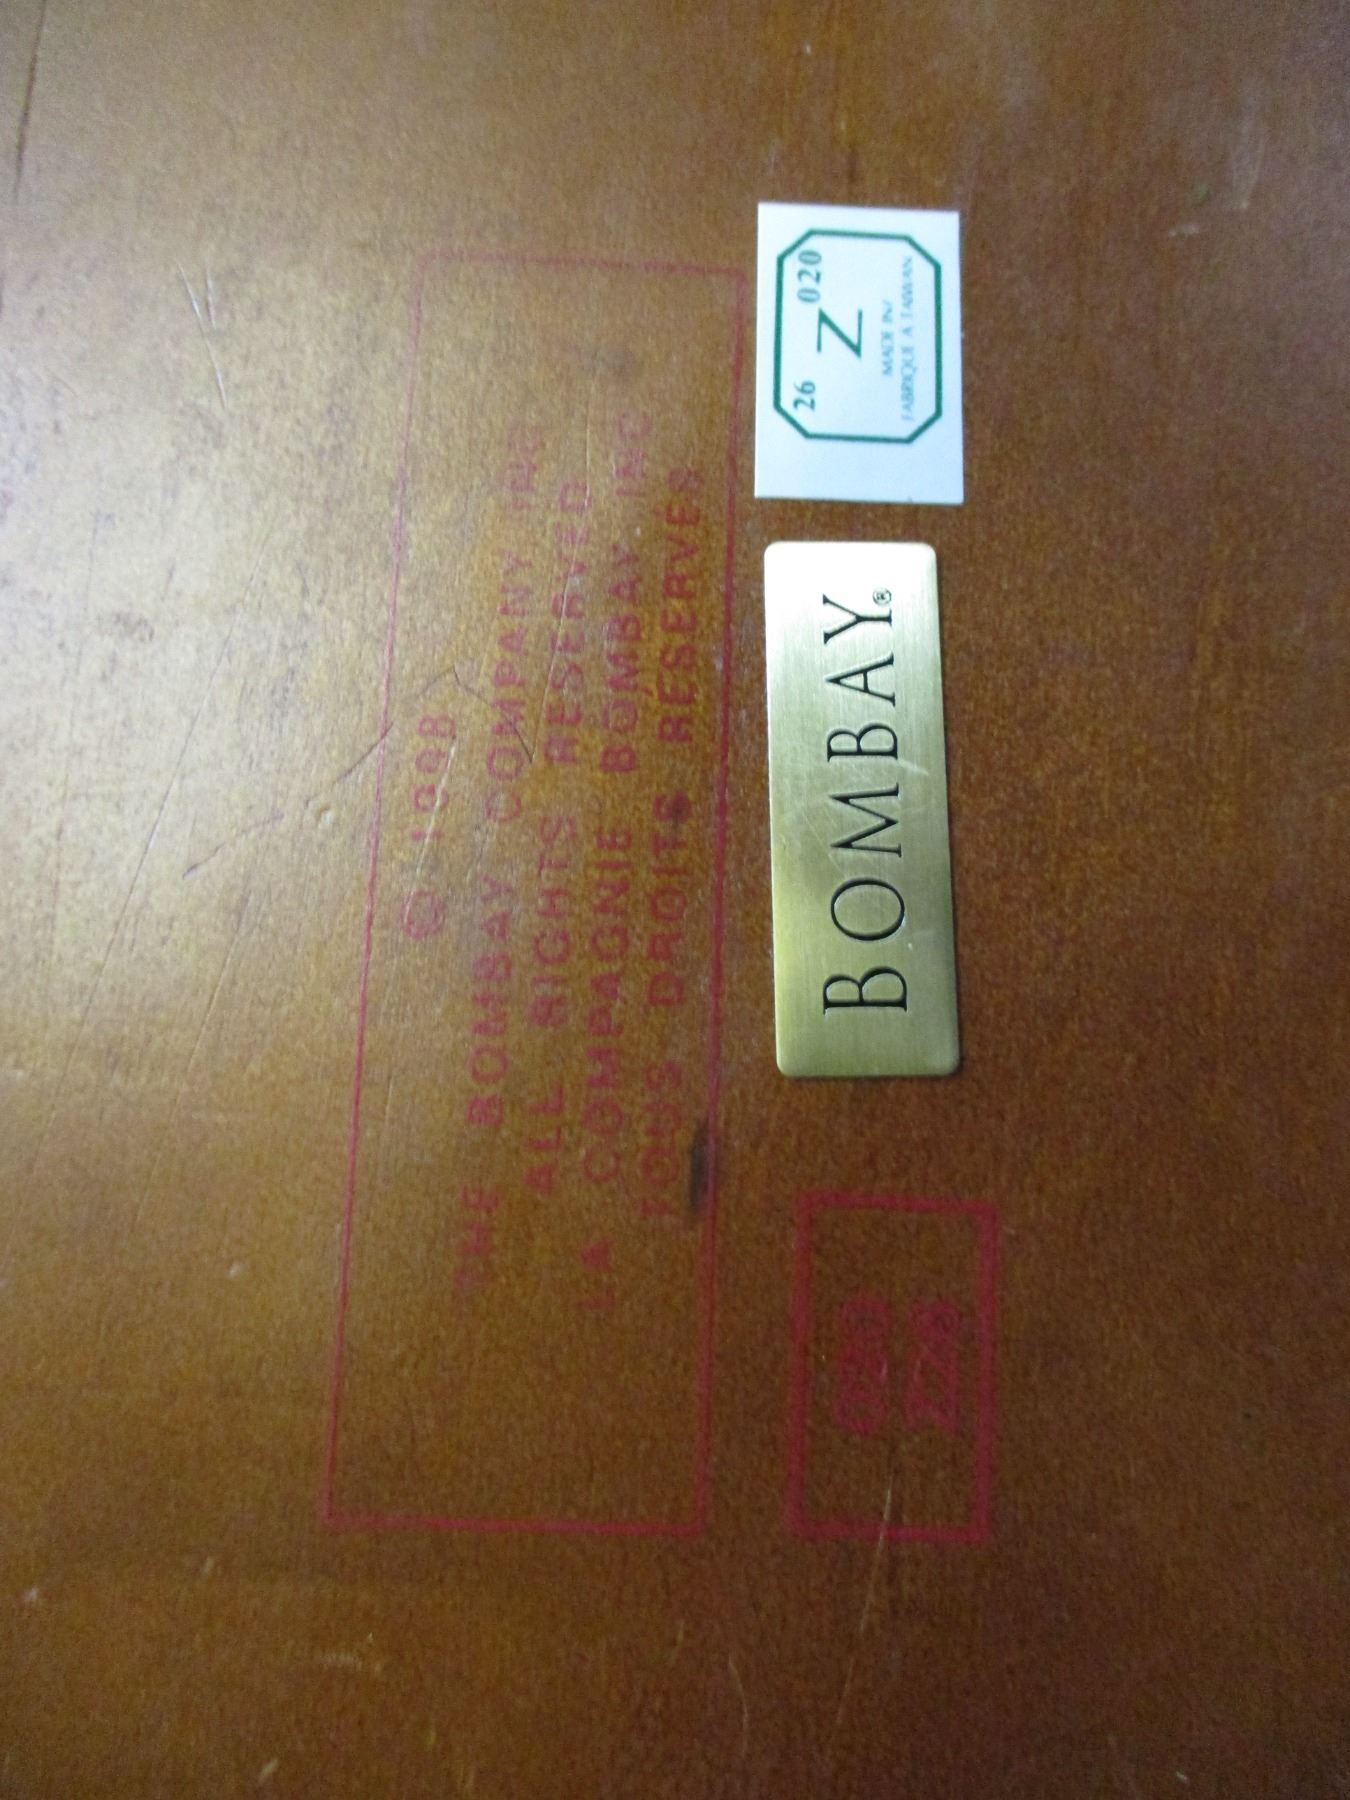 © 1998
THE BOMBAY COMPANY INC
ALL RIGHTS RESERVED
LA COMPAGNIE BOMBAY INC
TOUS DROITS RESERVER
BOMBAY®
26 Z 020
MADE IN/
FABRIQUE A TAIWAN